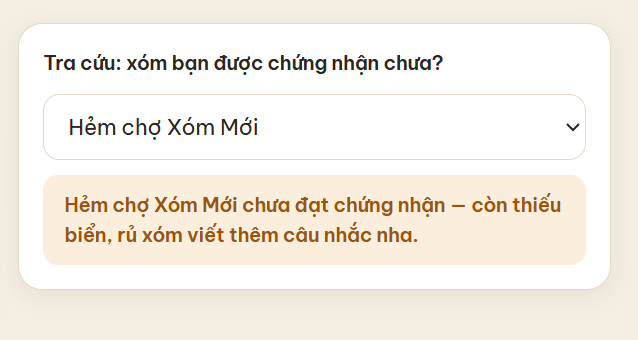 Tra cứu: xóm bạn được chứng nhận chưa?
Hẻm chợ Xóm Mới
Hẻm chợ Xóm Mới chưa đạt chứng nhận — còn thiếu
biển, rủ xóm viết thêm câu nhắc nha.